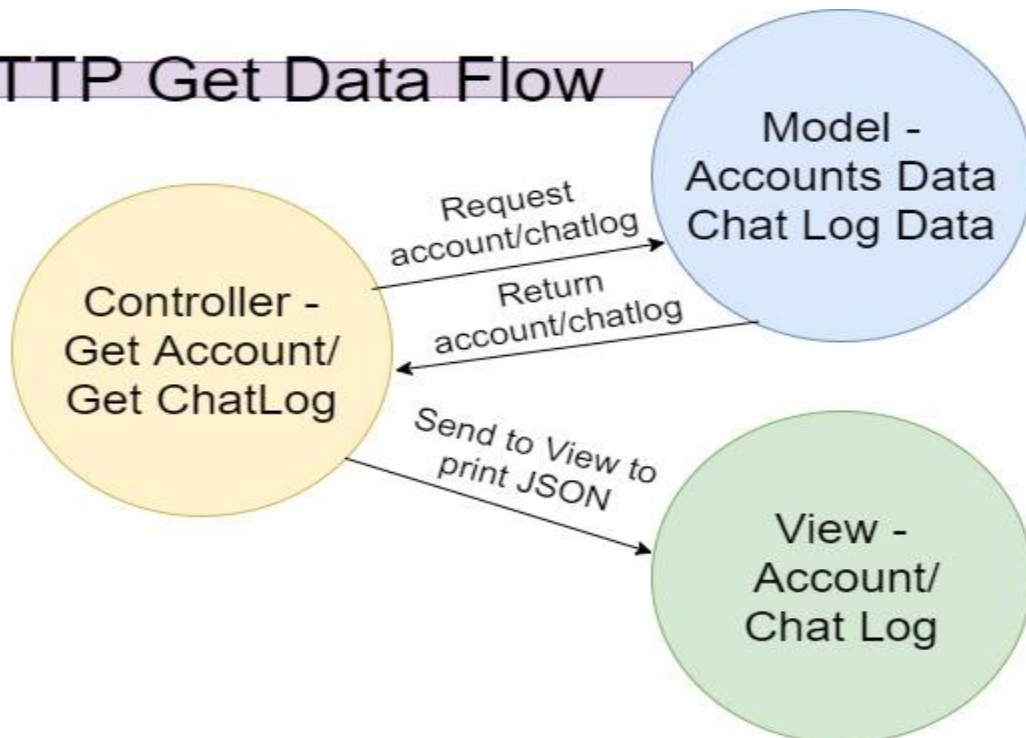 TTP Get Data Flow
Model -
Accounts Data
Chat Log Data
Request
account/chatlog
Return
account/chatlog
Controller -
Get Account/
Get ChatLog
Send to View to
print JSON
View -
Account/
Chat Log